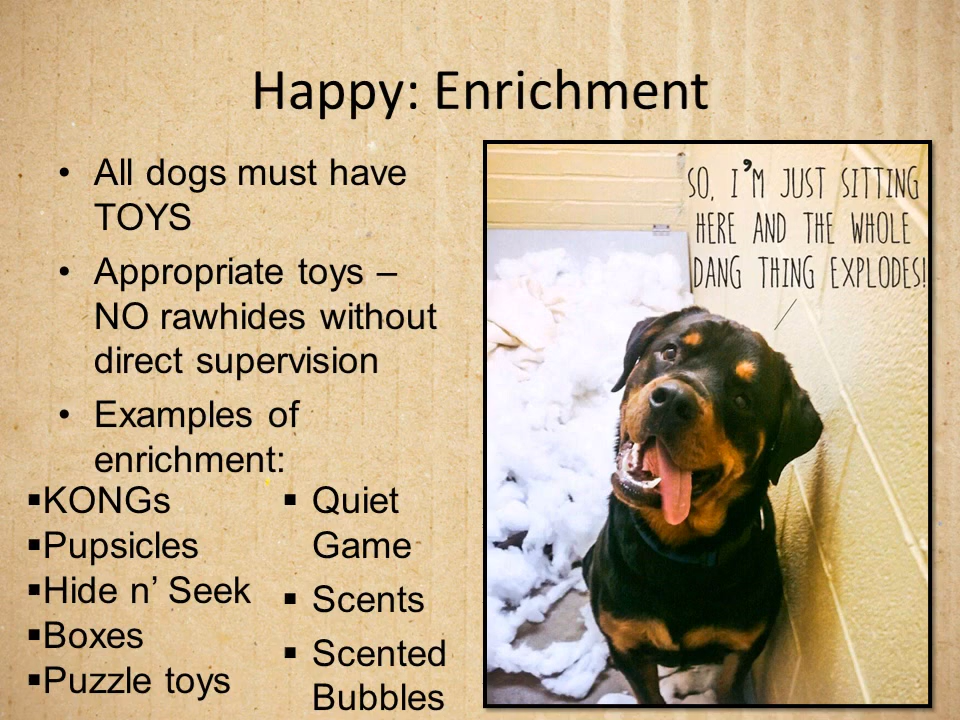 Happy: Enrichment
• All dogs must have
TOYS
• Appropriate toys –
NO rawhides without
direct supervision
• Examples of
enrichment:
▪KONGs
▪Pupsicles
▪Hide n’ Seek
▪Boxes
▪Puzzle toys
▪ Quiet
Game
▪ Scents
▪ Scented
Bubbles
SO, I’M JUST SITTING
HERE AND THE WHOLE
DANG THING EXPLODES!